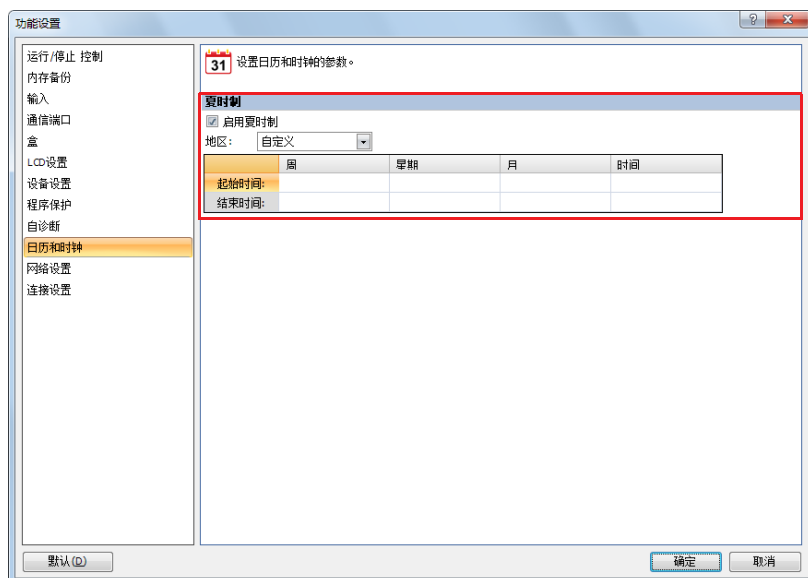 功能设置
运行/停止 控制
内存备份
输入
通信端口
盒
LCD设置
设备设置
程序保护
自诊断
日历和时钟
网络设置
连接设置
31 设置日历和时钟的参数。
夏时制
启用夏时制
地区: 自定义
周 星期 月 时间
起始时间:
结束时间:
默认(D) 确定 取消